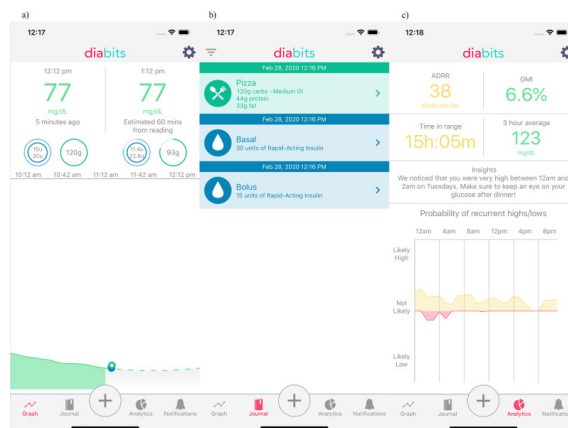 a)
12:17
diabits
12:12 pm
1:12 pm
77
77
mg/dL
mg/dL
5 minutes ago
Estimated 60 mins
from reading
15u
30u
120g
11.4u
22.8u
93g
10:12 am 10:42 am 11:12 am 11:42 am 12:12 pm
Graph
Journal
+
Analytics
Notifications
b)
12:17
diabits
Feb 28, 2020 12:16 PM
Pizza
120g carbs - Medium GI
44g protein
33g fat
Feb 28, 2020 12:16 PM
Basal
30 units of Rapid-Acting Insulin
Feb 28, 2020 12:16 PM
Bolus
15 units of Rapid-Acting Insulin
Graph
Journal
+
Analytics
Notifications
c)
12:18
diabits
ADRR
GMI
38
6.6%
Moderate risk
Time in range
3 hour average
15h:05m
123
mg/dL
Insights
We noticed that you were very high between 12am and
2am on Tuesdays. Make sure to keep an eye on your
glucose after dinner!
Probability of recurrent highs/lows
12am 4am 8am 12pm 4pm 8pm
Likely
High
Not
Likely
Likely
Low
Graph
Journal
+
Analytics
Notifications